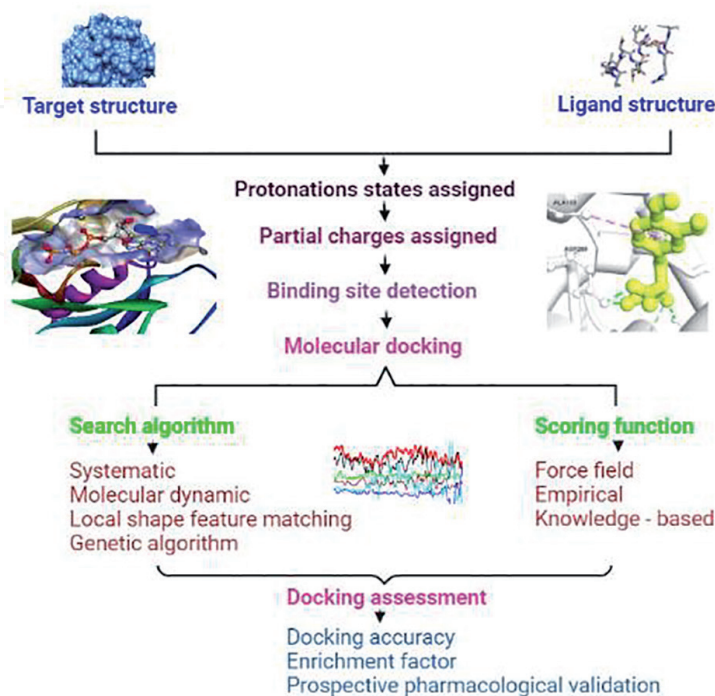 Target structure
Ligand structure
Protonations states assigned
Partial charges assigned
Binding site detection
Molecular docking
Search algorithm
Systematic
Molecular dynamic
Local shape feature matching
Genetic algorithm
Scoring function
Force field
Empirical
Knowledge - based
Docking assessment
Docking accuracy
Enrichment factor
Prospective pharmacological validation